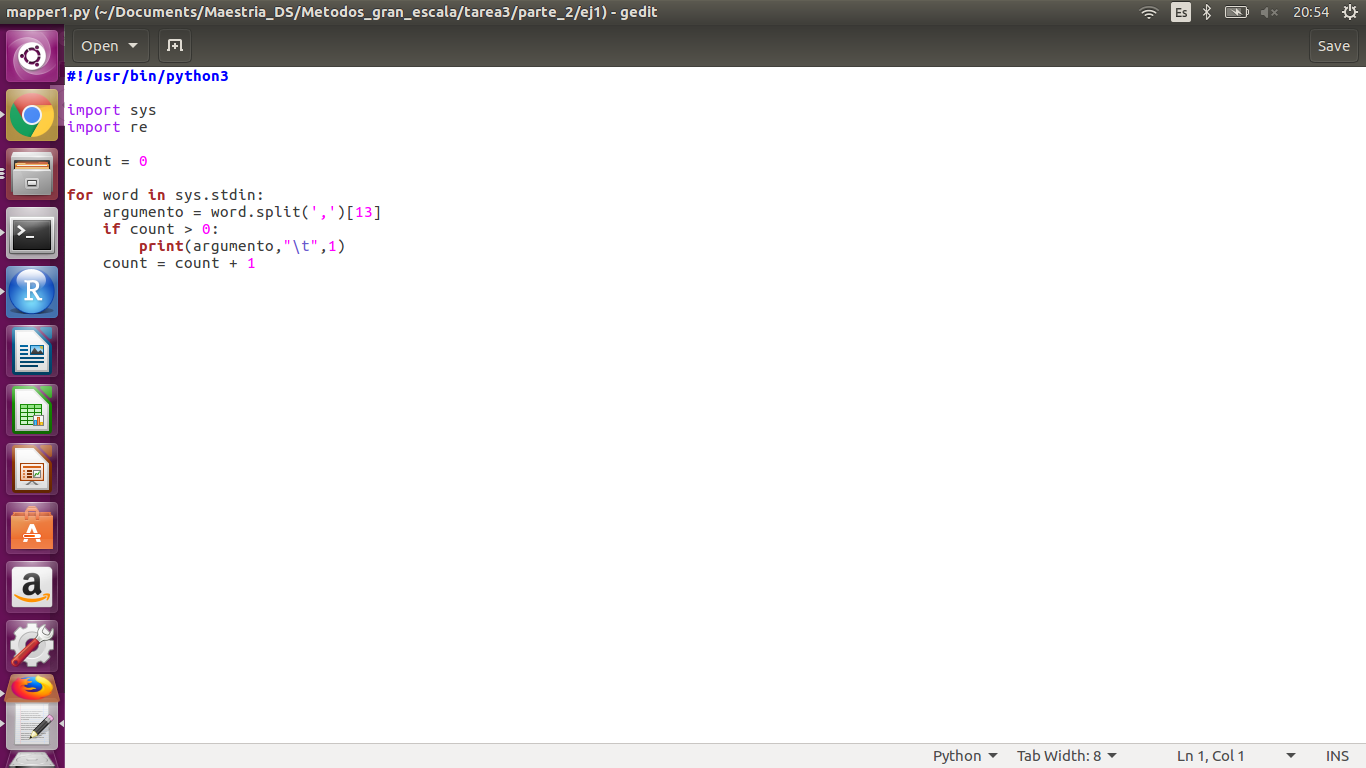 mapper1.py (~/Documents/Maestria_DS/Metodos_gran_escala/tarea3/parte_2/ej1) - gedit Es 20:54
Open Save
#!/usr/bin/python3
import sys
import re
count = 0
for word in sys.stdin:
    argumento = word.split(',')[13]
    if count > 0:
        print(argumento,"\t",1)
    count = count + 1
Python Tab Width: 8 Ln 1, Col 1 INS